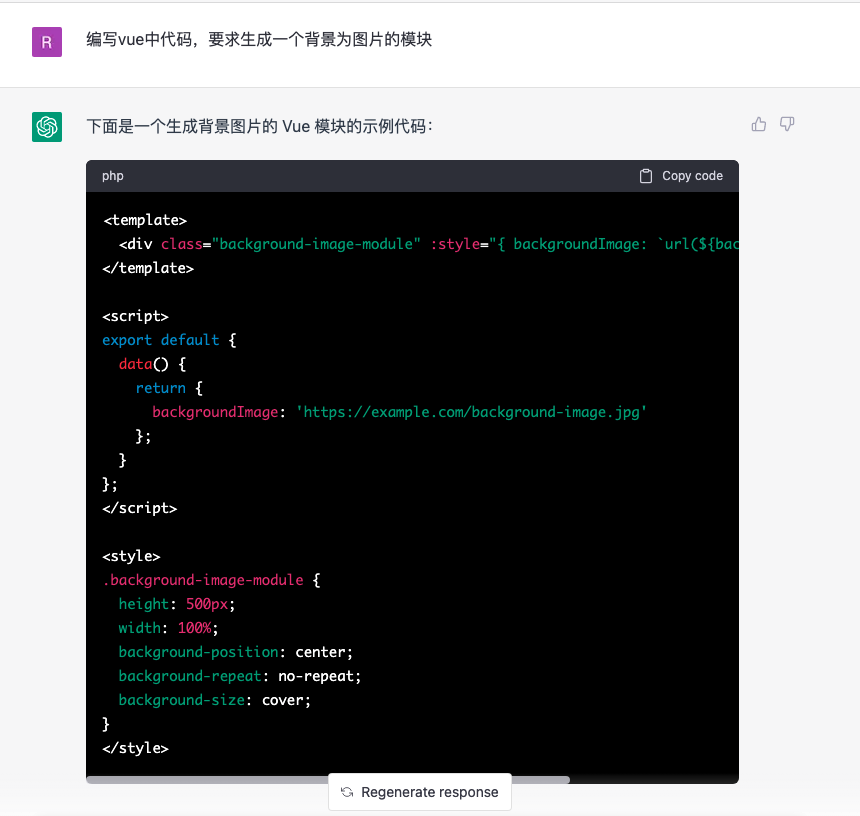 R
编写vue中代码，要求生成一个背景为图片的模块
下面是一个生成背景图片的 Vue 模块的示例代码：
php Copy code
<template>
  <div class="background-image-module" :style="{ backgroundImage: `url(${bac
</template>

<script>
export default {
  data() {
    return {
      backgroundImage: 'https://example.com/background-image.jpg'
    };
  }
};
</script>

<style>
.background-image-module {
  height: 500px;
  width: 100%;
  background-position: center;
  background-repeat: no-repeat;
  background-size: cover;
}
</style>
Regenerate response